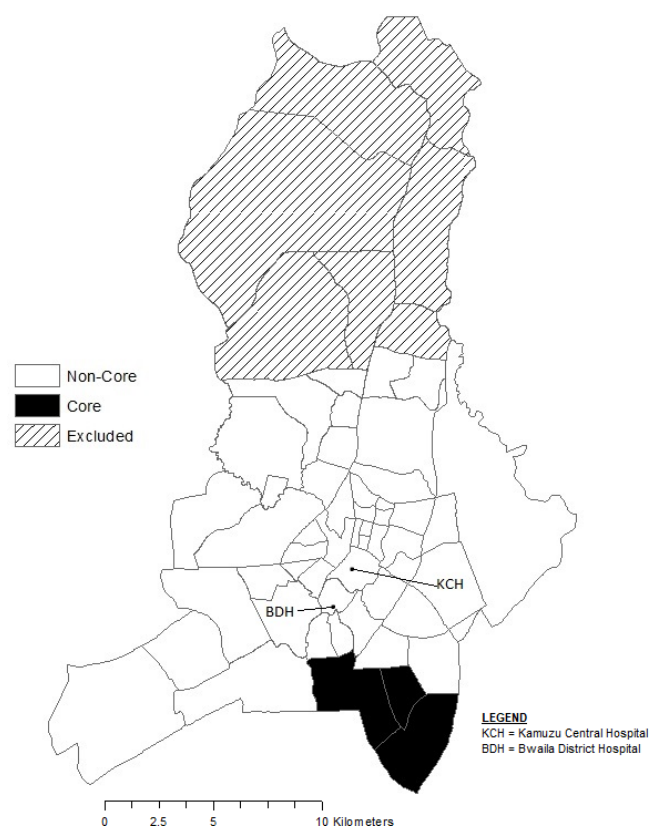 Non-Core
Core
Excluded
KCH
BDH
LEGEND
KCH = Kamuzu Central Hospital
BDH = Bwaila District Hospital
0 2.5 5 10 Kilometers